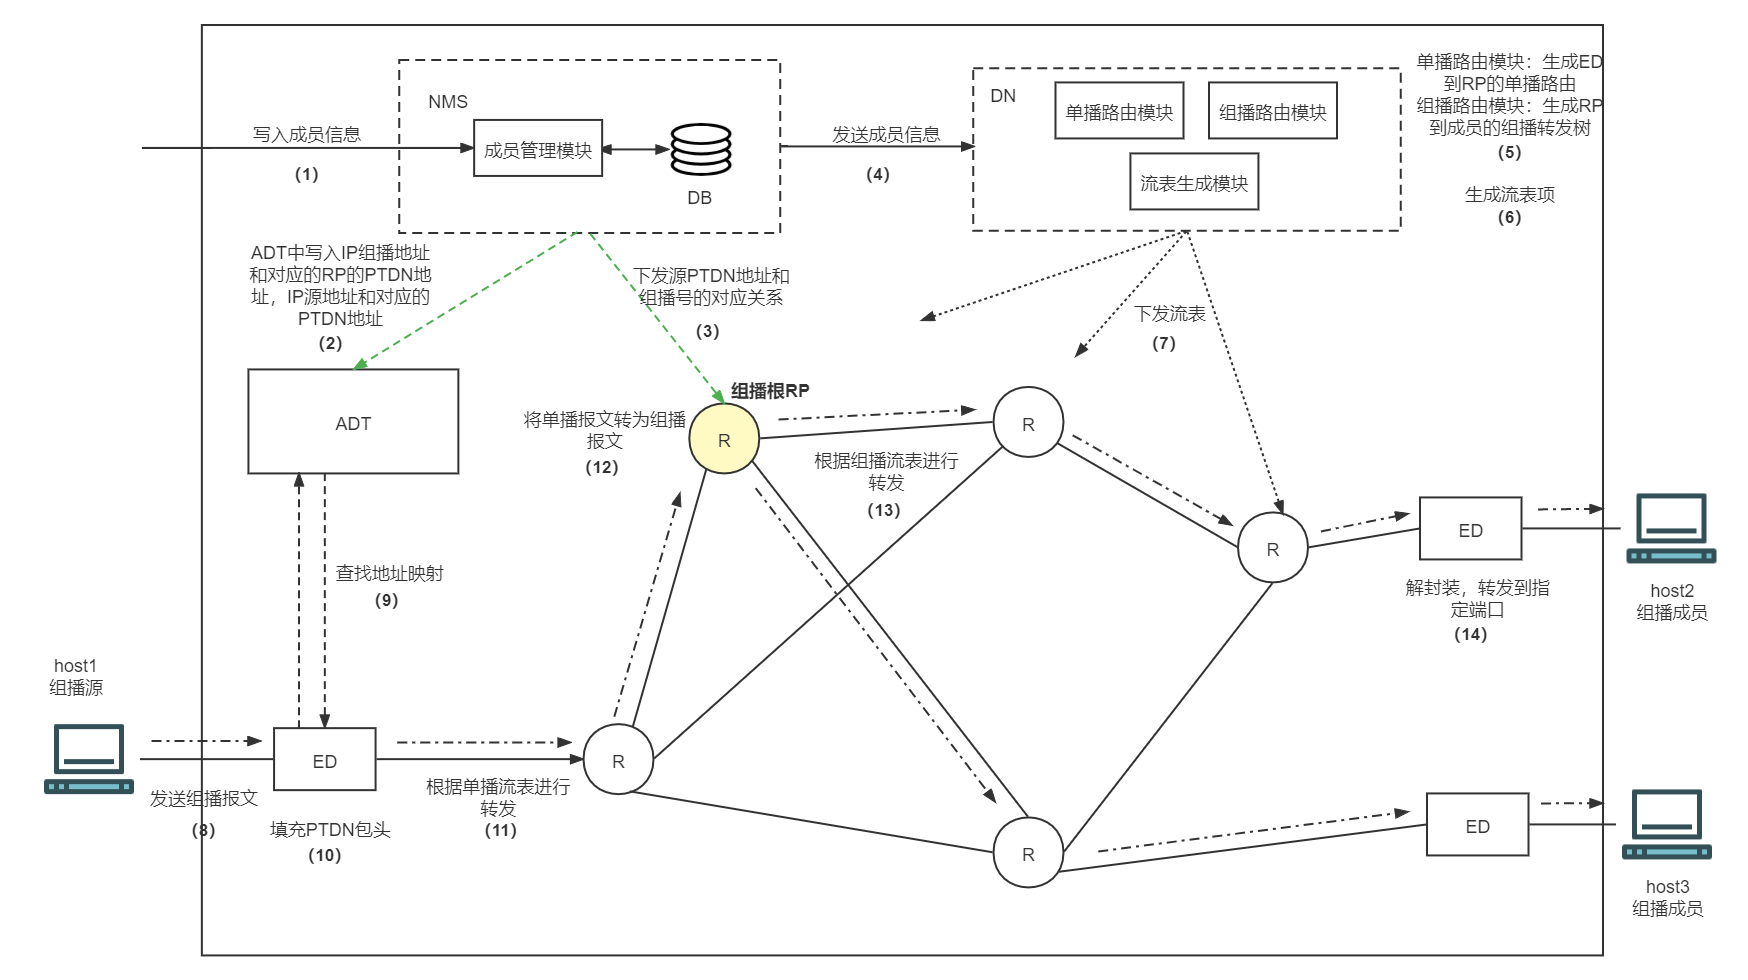 NMS
写入成员信息
（1）
成员管理模块
DB
发送成员信息
（4）
DN
单播路由模块
组播路由模块
流表生成模块
单播路由模块：生成ED
到RP的单播路由
组播路由模块：生成RP
到成员的组播转发树
（5）
生成流表项
（6）
ADT中写入IP组播地址
和对应的RP的PTDN地
址，IP源地址和对应的
PTDN地址
（2）
下发源PTDN地址和
组播号的对应关系
（3）
下发流表
（7）
ADT
组播根RP
将单播报文转为组播
报文
（12）
R
R
根据组播流表进行
转发
（13）
R
ED
解封装，转发到指
定端口
（14）
host2
组播成员
查找地址映射
（9）
host1
组播源
ED
发送组播报文
（8）
填充PTDN包头
（10）
根据单播流表进行
转发
（11）
R
R
ED
host3
组播成员